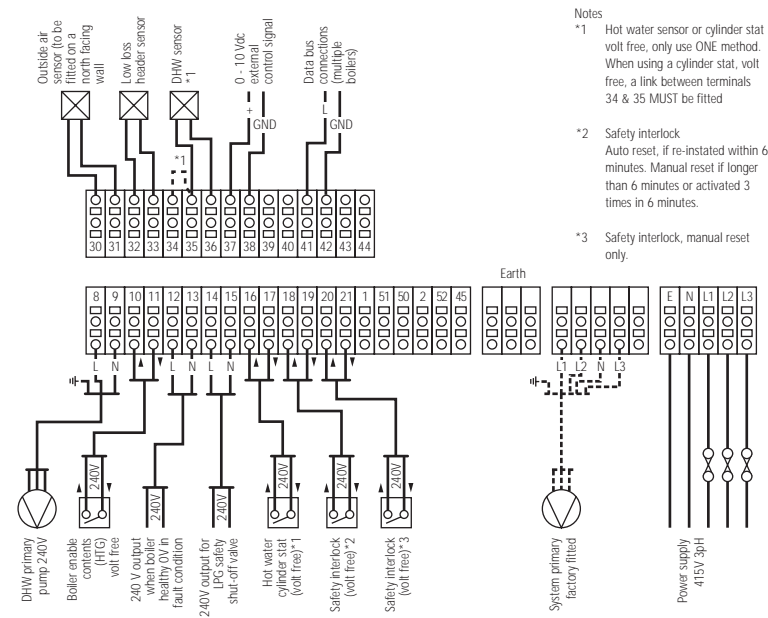 Outside air
sensor (to be
fitted on a
north facing
wall
Low loss
header sensor
DHW sensor
*1
0 - 10 Vdc
external
control signal
Data bus
connections
(multiple
boilers)
+
GND
L
GND
*1
30 31 32 33 34 35 36 37 38 39 40 41 42 43 44
Notes
*1 Hot water sensor or cylinder stat
volt free, only use ONE method.
When using a cylinder stat, volt
free, a link between terminals
34 & 35 MUST be fitted
*2 Safety interlock
Auto reset, if re-instated within 6
minutes. Manual reset if longer
than 6 minutes or activated 3
times in 6 minutes.
*3 Safety interlock, manual reset
only.
Earth
8 9 10 11 12 13 14 15 16 17 18 19 20 21 1 51 50 2 52 45
E N L1 L2 L3
L N L N L N
L1 L2 N L3
240V
240V
240V
240V
240V
240V
DHW primary
pump 240V
Boiler enable
contents
(HTG)
volt free
240 V output
when boiler
healthy 0V in
fault condition
240V output for
LPG safety
shut-off valve
Hot water
cylinder stat
(volt free)*1
Safety interlock
(volt free)*2
Safety interlock
(volt free)*3
System primary
factory fitted
Power supply
415V 3pH